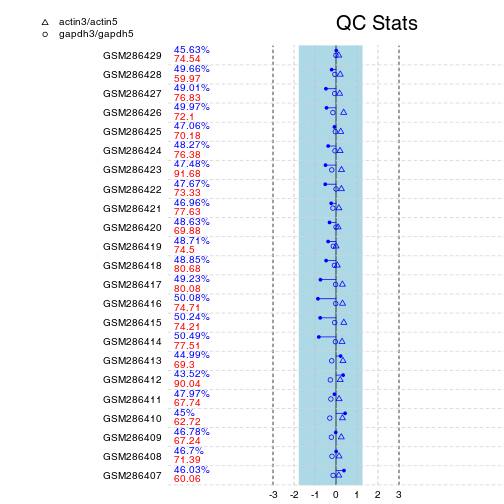 QC Stats
actin3/actin5
gapdh3/gapdh5
GSM286429 45.63% 74.54
GSM286428 49.66% 59.97
GSM286427 49.01% 76.83
GSM286426 49.97% 72.1
GSM286425 47.06% 70.18
GSM286424 48.27% 76.38
GSM286423 47.48% 91.68
GSM286422 47.67% 73.33
GSM286421 46.96% 77.63
GSM286420 48.63% 69.88
GSM286419 48.71% 74.5
GSM286418 48.85% 80.68
GSM286417 49.23% 80.08
GSM286416 50.08% 74.71
GSM286415 50.24% 74.21
GSM286414 50.49% 77.51
GSM286413 44.99% 69.3
GSM286412 43.52% 90.04
GSM286411 47.97% 67.74
GSM286410 45% 62.72
GSM286409 46.78% 67.24
GSM286408 46.7% 71.39
GSM286407 46.03% 60.06
-3 -2 -1 0 1 2 3